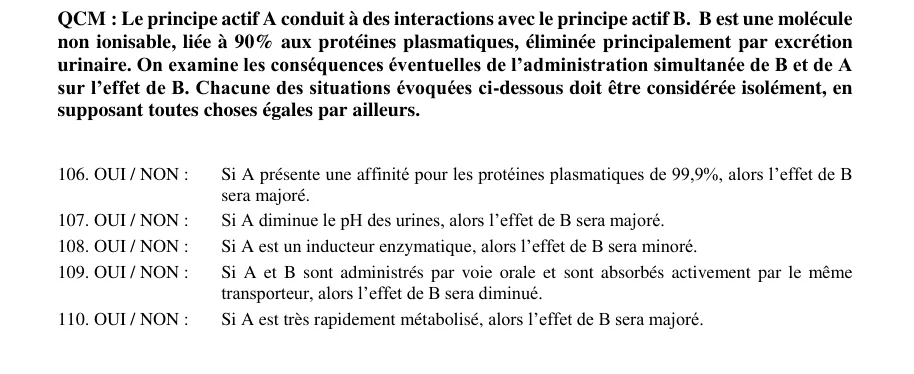 QCM : Le principe actif A conduit à des interactions avec le principe actif B. B est une molécule
non ionisable, liée à 90% aux protéines plasmatiques, éliminée principalement par excrétion
urinaire. On examine les conséquences éventuelles de l'administration simultanée de B et de A
sur l'effet de B. Chacune des situations évoquées ci-dessous doit être considérée isolément, en
supposant toutes choses égales par ailleurs.
106. OUI / NON : Si A présente une affinité pour les protéines plasmatiques de 99,9%, alors l'effet de B
sera majoré.
107. OUI / NON : Si A diminue le pH des urines, alors l'effet de B sera majoré.
108. OUI / NON : Si A est un inducteur enzymatique, alors l'effet de B sera minoré.
109. OUI / NON : Si A et B sont administrés par voie orale et sont absorbés activement par le même
transporteur, alors l'effet de B sera diminué.
110. OUI / NON : Si A est très rapidement métabolisé, alors l'effet de B sera majoré.